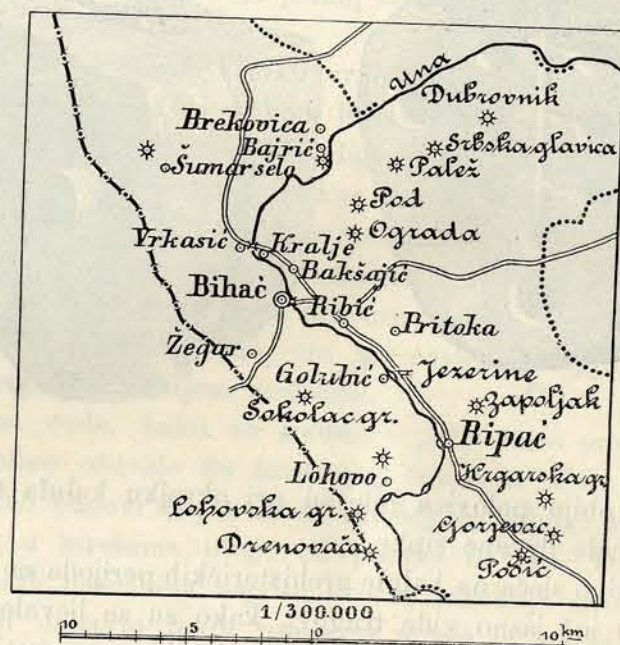 Una
Dubrovnik
Brekovica
Bajrić
Srbska glavica
Šumar selo
Palež
Pod
Ograda
Vrkasić
Kralje
Bakšajić
Bihać
Ribić
Pritoka
Žegar
Golubić
Jezerine
Sokolac gr.
Zapoljak
Ripać
Lohovo
Krgarska gr.
Lohovska gr.
Gorjevac
Drenovača
Počić
1/300.000
10 5 0 10 km